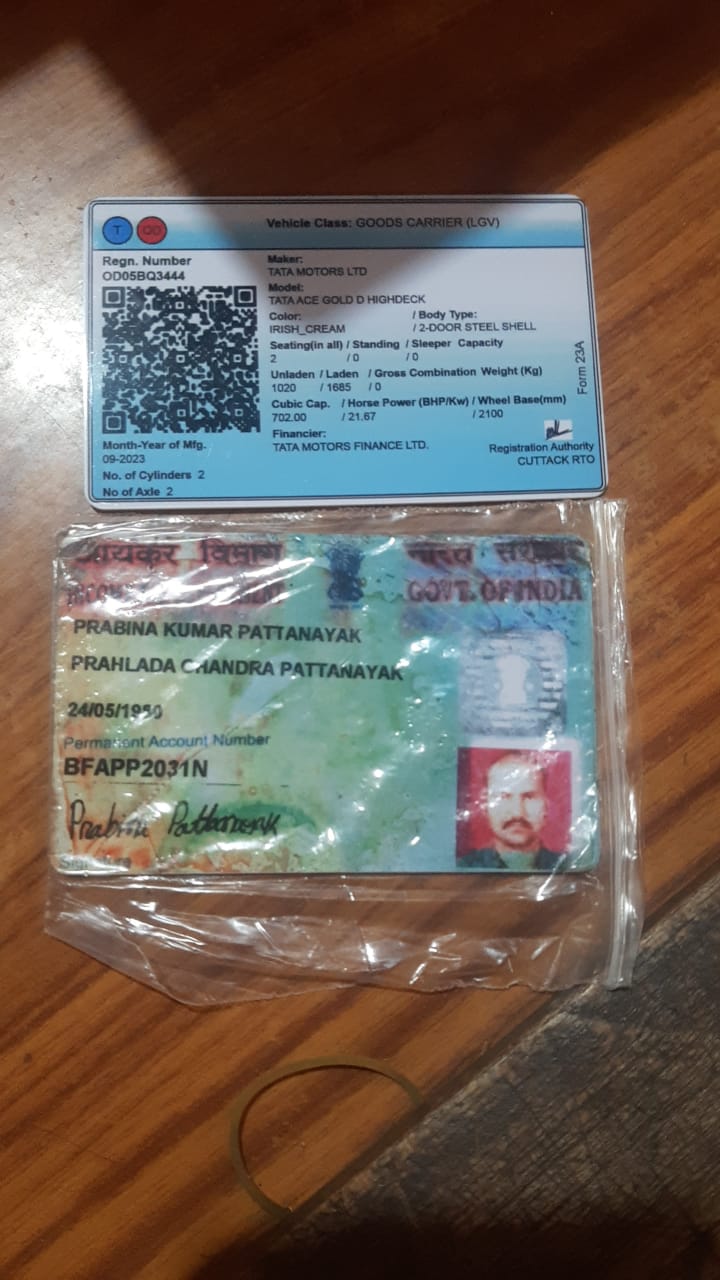 T OD
Vehicle Class: GOODS CARRIER (LGV)
Regn. Number
OD05BQ3444
Maker:
TATA MOTORS LTD
Model:
TATA ACE GOLD D HIGHDECK
Color: / Body Type:
IRISH_CREAM / 2-DOOR STEEL SHELL
Seating(in all) / Standing / Sleeper Capacity
2 / 0 / 0
Unladen / Laden / Gross Combination Weight (Kg)
1020 / 1685 / 0
Cubic Cap. / Horse Power (BHP/Kw) / Wheel Base(mm)
702.00 / 21.67 / 2100
Financier:
TATA MOTORS FINANCE LTD.
Month-Year of Mfg.
09-2023
No. of Cylinders 2
No of Axle 2
Form 23A
Registration Authority
CUTTACK RTO
आयकर विभाग भारत सरकार
GOVT. OF INDIA
PRABINA KUMAR PATTANAYAK
PRAHLADA CHANDRA PATTANAYAK
24/05/
Permanent Account Number
BFAPP2031N
Signature